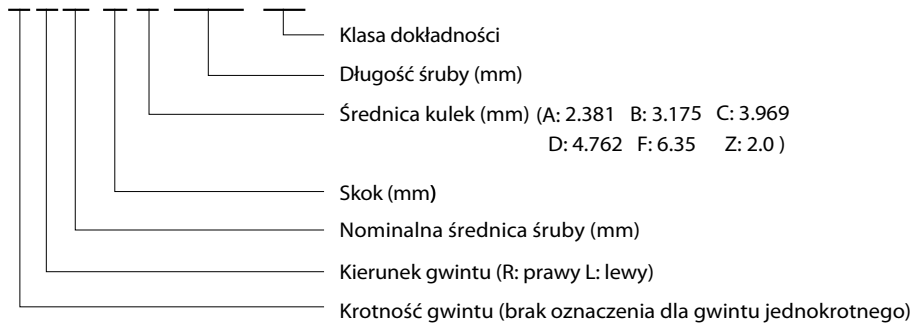 Klasa dokładności
Długość śruby (mm)
Średnica kulek (mm) (A: 2.381 B: 3.175 C: 3.969
D: 4.762 F: 6.35 Z: 2.0 )
Skok (mm)
Nominalna średnica śruby (mm)
Kierunek gwintu (R: prawy L: lewy)
Krotność gwintu (brak oznaczenia dla gwintu jednokrotnego)